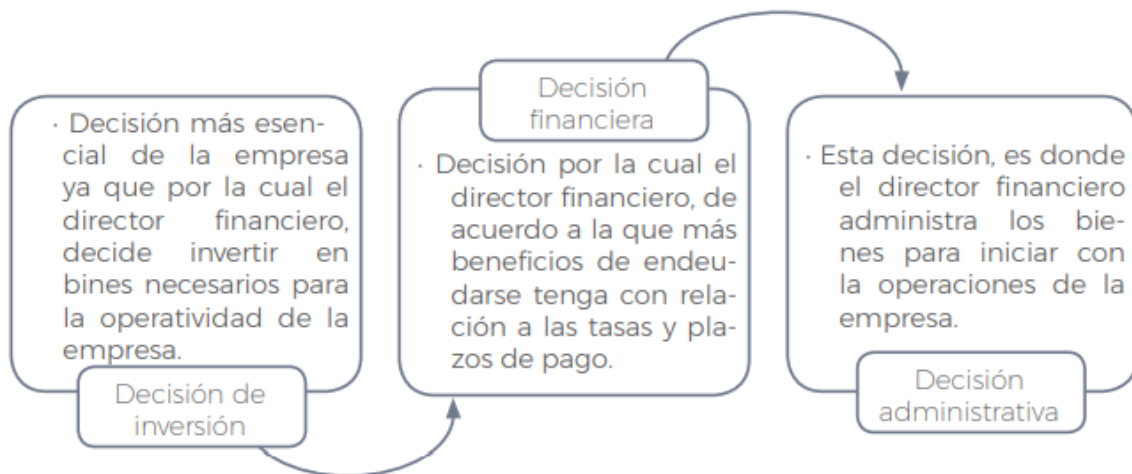 · Decisión más esen-
cial de la empresa
ya que por la cual el
director financiero,
decide invertir en
bines necesarios para
la operatividad de la
empresa.
Decisión de
inversión
Decisión
financiera
· Decisión por la cual el
director financiero, de
acuerdo a la que más
beneficios de endeu-
darse tenga con rela-
ción a las tasas y pla-
zos de pago.
· Esta decisión, es donde
el director financiero
administra los bie-
nes para iniciar con
la operaciones de la
empresa.
Decisión
administrativa